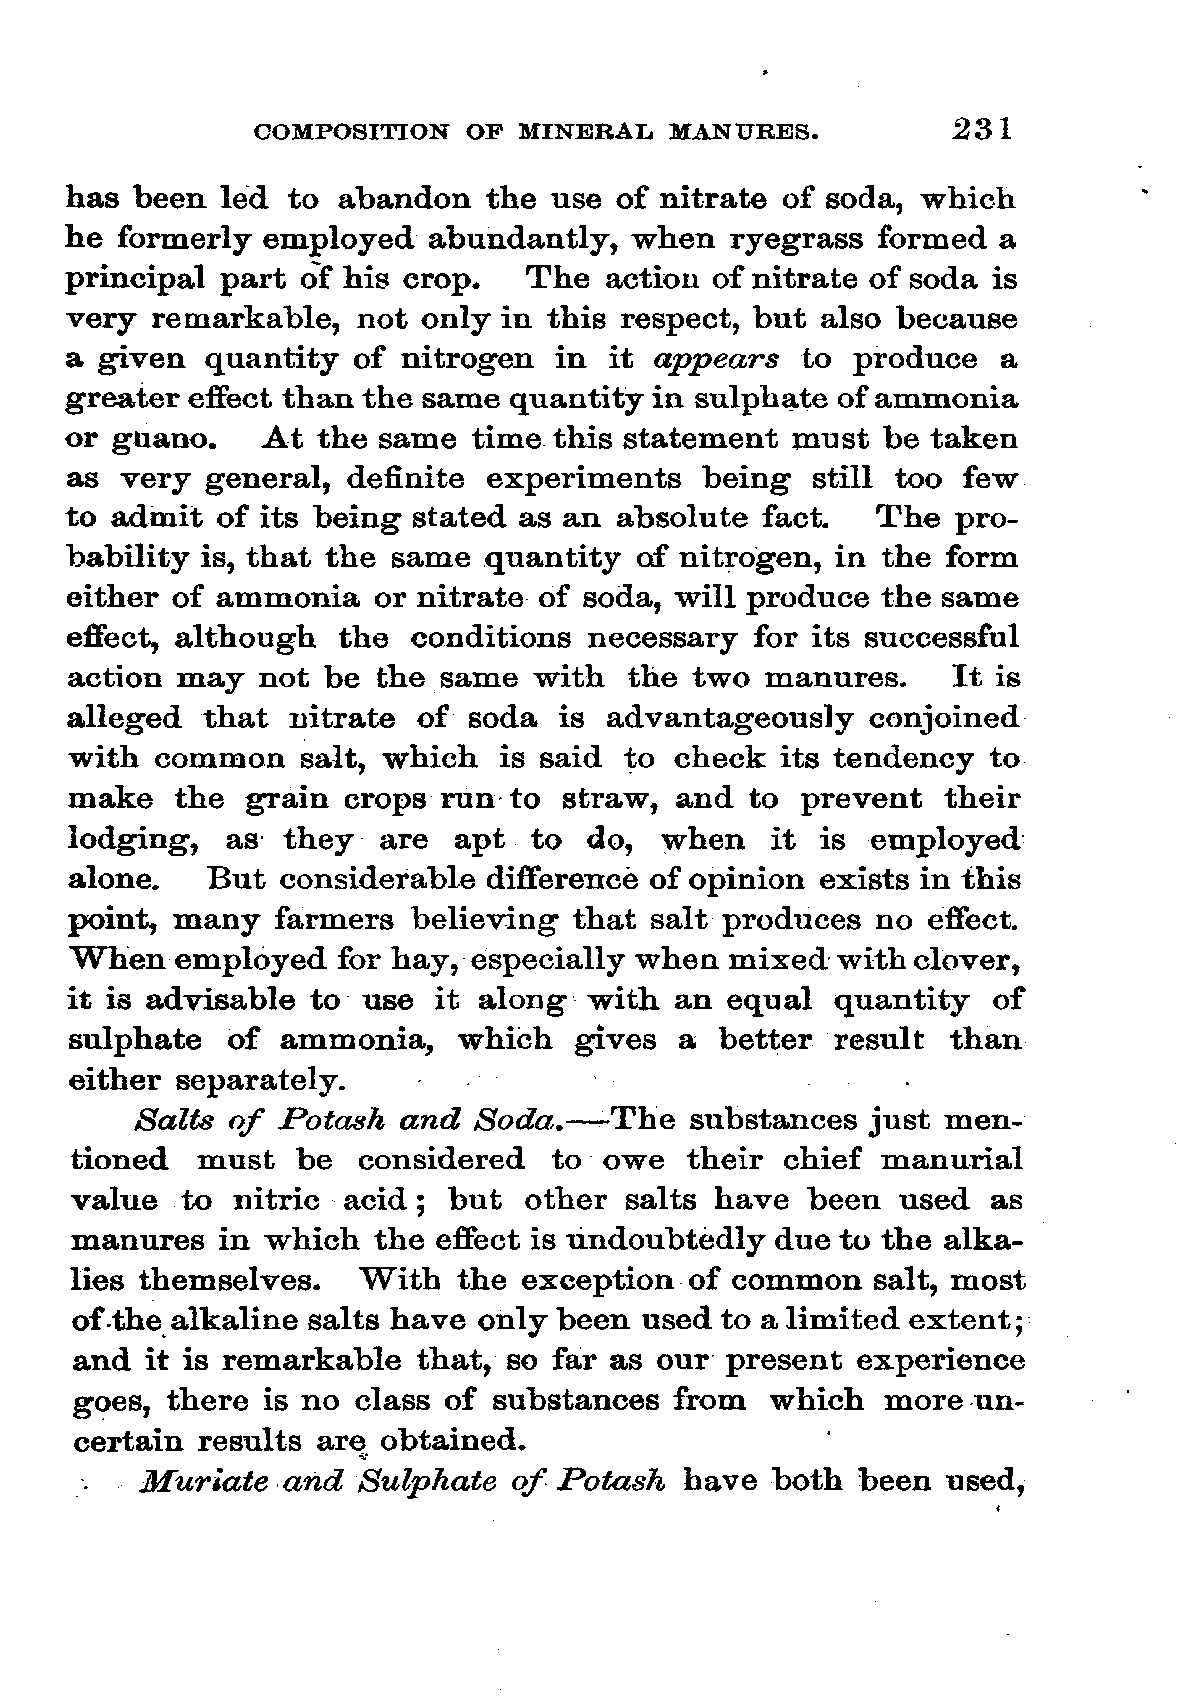 COMPOSITION OF MINERAL MANURES. 231
has been led to abandon the use of nitrate of soda, which
he formerly employed abundantly, when ryegrass formed a
principal part of his crop. The action of nitrate of soda is
very remarkable, not only in this respect, but also because
a given quantity of nitrogen in it appears to produce a
greater effect than the same quantity in sulphate of ammonia
or guano. At the same time this statement must be taken
as very general, definite experiments being still too few
to admit of its being stated as an absolute fact. The pro-
bability is, that the same quantity of nitrogen, in the form
either of ammonia or nitrate of soda, will produce the same
effect, although the conditions necessary for its successful
action may not be the same with the two manures. It is
alleged that nitrate of soda is advantageously conjoined
with common salt, which is said to check its tendency to
make the grain crops run to straw, and to prevent their
lodging, as they are apt to do, when it is employed
alone. But considerable difference of opinion exists in this
point, many farmers believing that salt produces no effect.
When employed for hay, especially when mixed with clover,
it is advisable to use it along with an equal quantity of
sulphate of ammonia, which gives a better result than
either separately.
Salts of Potash and Soda.—The substances just men-
tioned must be considered to owe their chief manurial
value to nitric acid; but other salts have been used as
manures in which the effect is undoubtedly due to the alka-
lies themselves. With the exception of common salt, most
of the alkaline salts have only been used to a limited extent;
and it is remarkable that, so far as our present experience
goes, there is no class of substances from which more un-
certain results are obtained.
Muriate and Sulphate of Potash have both been used,